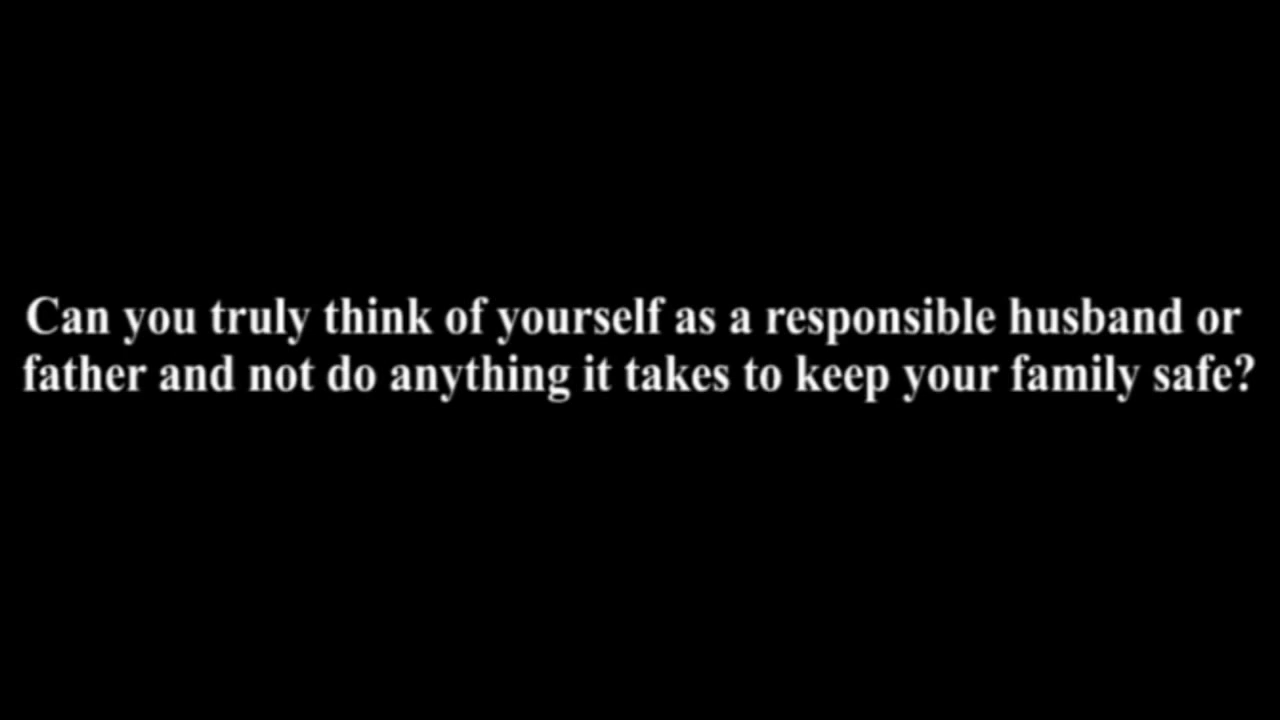 Can you truly think of yourself as a responsible husband or
father and not do anything it takes to keep your family safe?